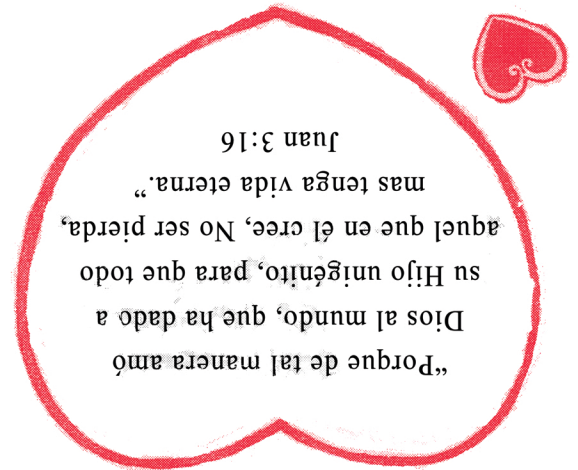 “Porque de tal manera amó
Dios al mundo, que ha dado a
su Hijo unigénito, para que todo
aquel que en él cree, No ser pierda,
mas tenga vida eterna.”
Juan 3:16